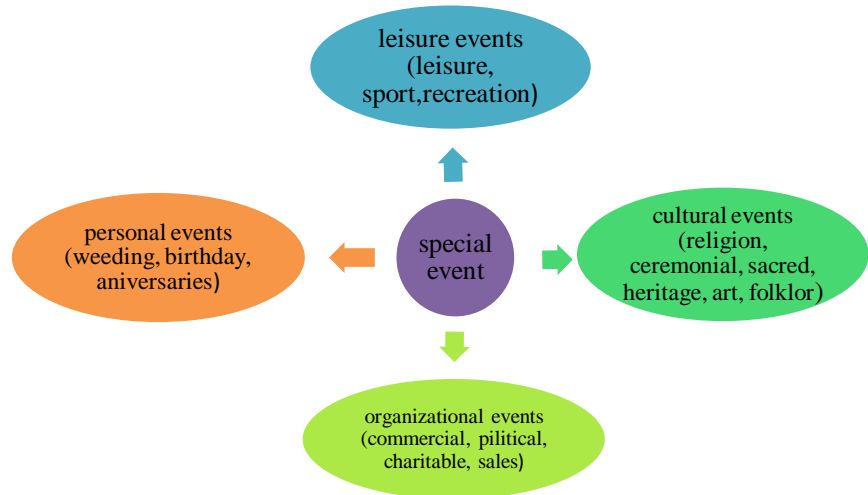 leisure events
(leisure,
sport,recreation)
personal events
(weeding, birthday,
aniversaries)
special
event
cultural events
(religion,
ceremonial, sacred,
heritage, art, folklor)
organizational events
(commercial, pilitical,
charitable, sales)